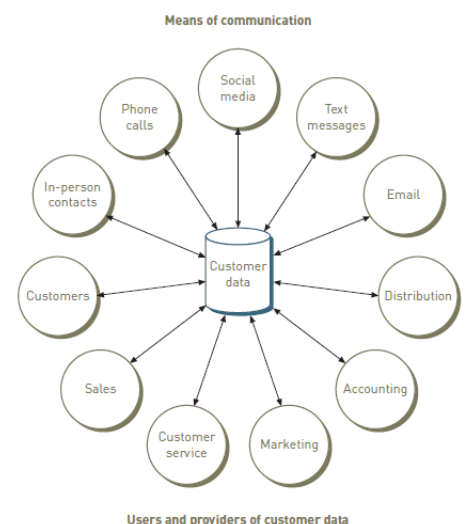 Means of communication
Social
media
Phone
calls
Text
messages
In-person
contacts
Email
Customer
data
Customers
Distribution
Sales
Accounting
Customer
service
Marketing
Users and providers of customer data